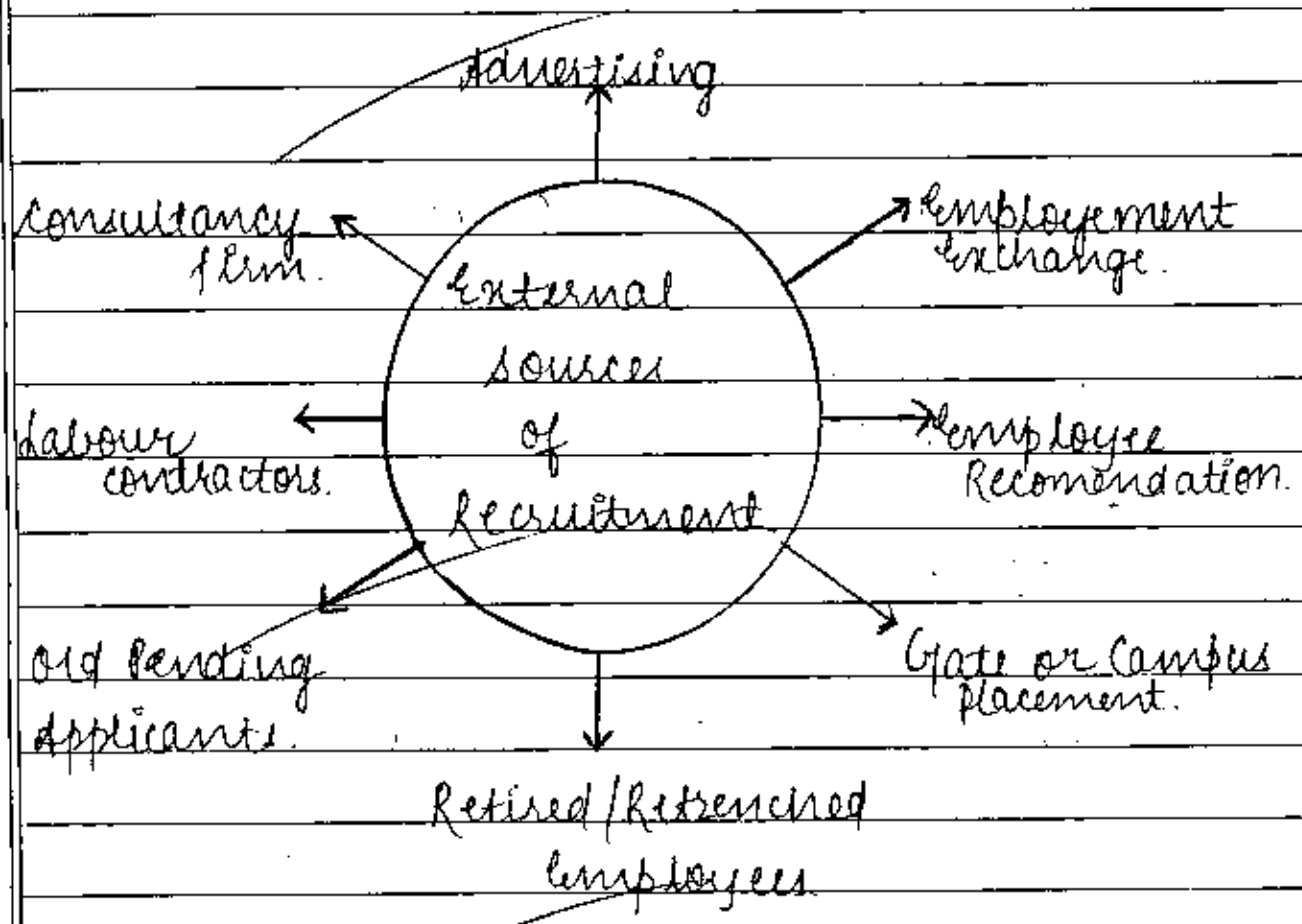 Advertising
Consultancy
firm.
Employement
Exchange.
External
sources
of
Recruitment
Labour
contractors.
Employee
Recomendation.
Old Pending
Applicants.
Gate or Campus
Placement.
Retired/Retrenched
Employees